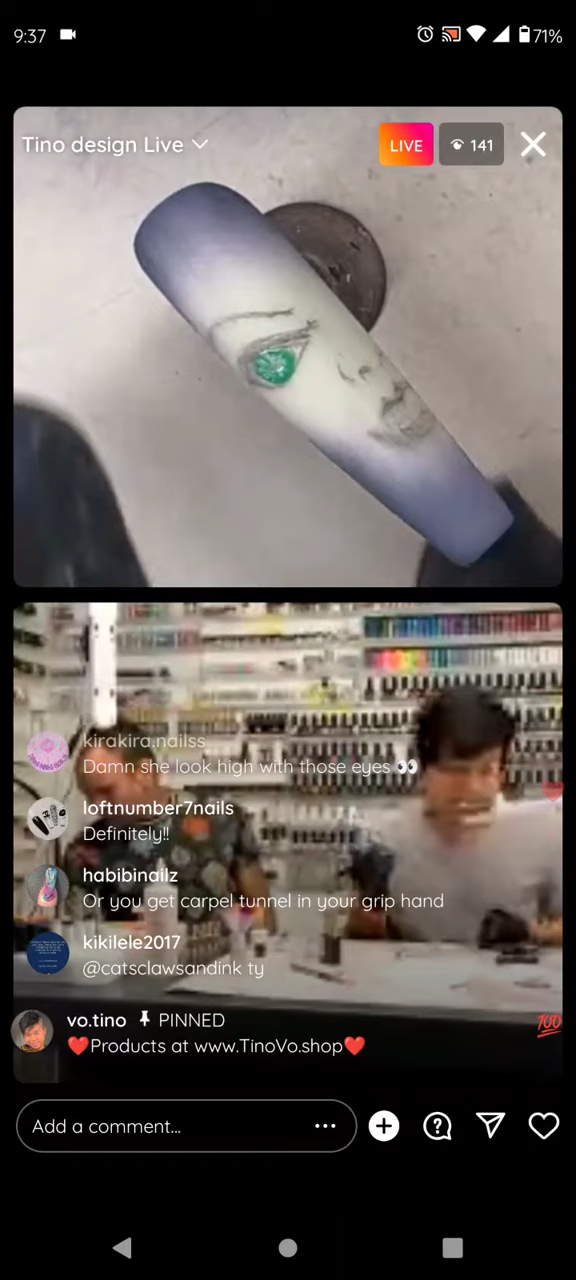 9:37
71%
Tino design Live
LIVE
141
kirakira.nailss
Damn she look high with those eyes 👀
loftnumber7nails
Definitely!!
habibinailz
Or you get carpel tunnel in your grip hand
kikilele2017
@catsclawsandink ty
vo.tino PINNED
❤️Products at www.TinoVo.shop❤️
💯
Add a comment...